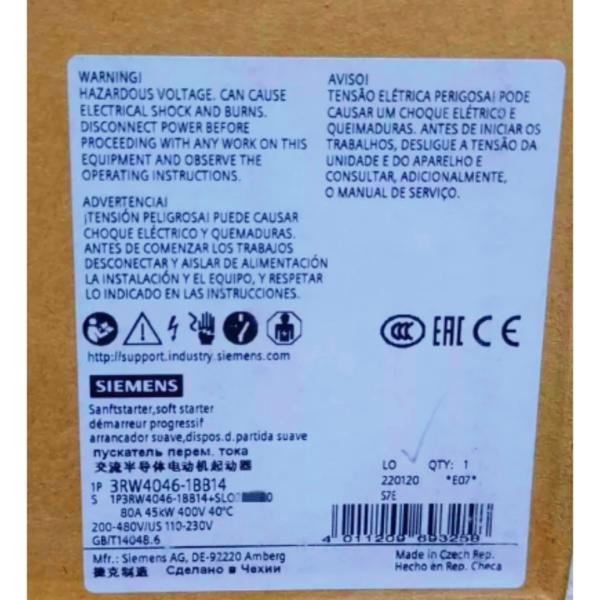 WARNING!
HAZARDOUS VOLTAGE. CAN CAUSE
ELECTRICAL SHOCK AND BURNS.
DISCONNECT POWER BEFORE
PROCEEDING WITH ANY WORK ON THIS
EQUIPMENT AND OBSERVE THE
OPERATING INSTRUCTIONS.
ADVERTENCIA!
¡TENSIÓN PELIGROSA! PUEDE CAUSAR
CHOQUE ELÉCTRICO Y QUEMADURAS.
ANTES DE COMENZAR LOS TRABAJOS
DESCONECTAR Y AISLAR DE ALIMENTACIÓN
LA INSTALACIÓN Y EL EQUIPO, Y RESPETAR
LO INDICADO EN LAS INSTRUCCIONES.
AVISO!
TENSÃO ELÉTRICA PERIGOSA! PODE
CAUSAR UM CHOQUE ELÉTRICO E
QUEIMADURAS. ANTES DE INICIAR OS
TRABALHOS, DESLIGUE A TENSÃO DA
UNIDADE E DO APARELHO E
CONSULTAR, ADICIONALMENTE,
O MANUAL DE SERVIÇO.
CCC EAC CE
http://support.industry.siemens.com
SIEMENS
Sanftstarter,soft starter
démarreur progressif
arrancador suave,dispos.d.partida suave
пускатель перем. тока
交流半导体电动机起动器
1P 3RW4046-1BB14
S 1P3RW4046-1BB14+SLO
80A 45kW 400V 40°C
200-480V/US 110-230V
GB/T14048.6
LO QTY: 1
220120 *E07*
S7E
4 011209 693258
Mfr.: Siemens AG, DE-92220 Amberg
捷克制造 Сделано в Чехии
Made in Czech Rep.
Hecho en Rep. Checa